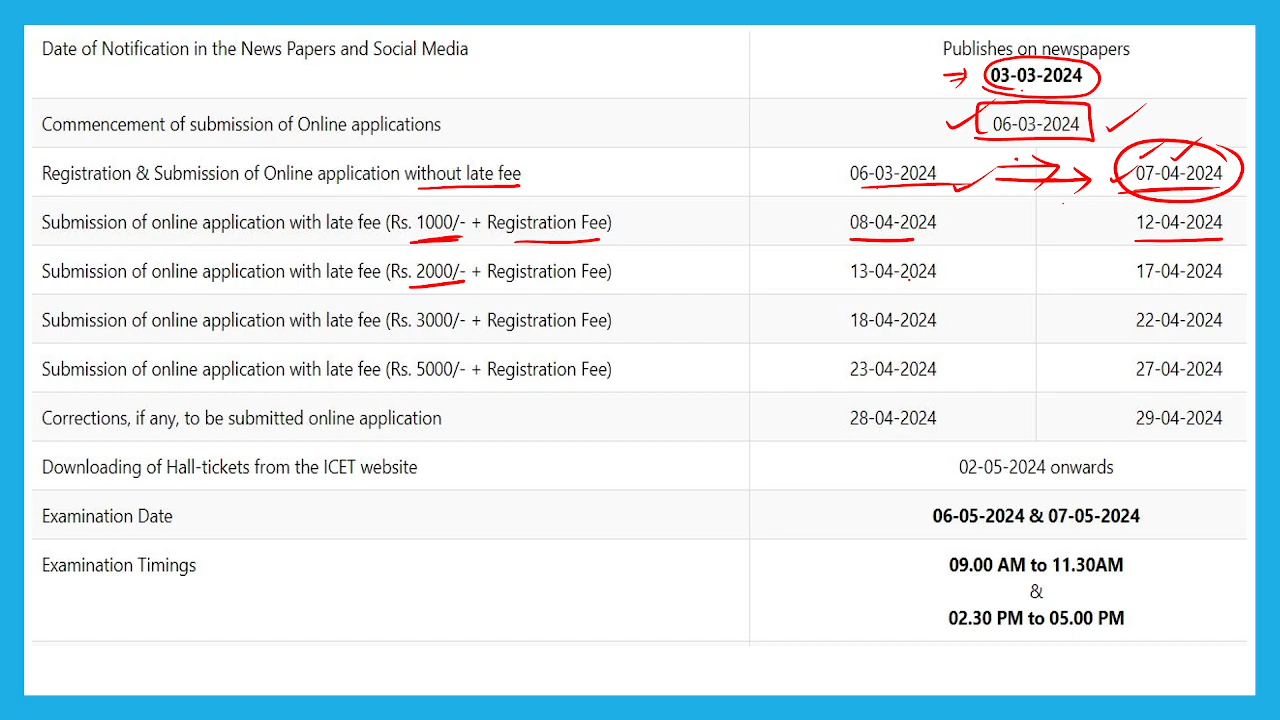 Date of Notification in the News Papers and Social Media
Publishes on newspapers
03-03-2024
Commencement of submission of Online applications
06-03-2024
Registration & Submission of Online application without late fee
06-03-2024
07-04-2024
Submission of online application with late fee (Rs. 1000/- + Registration Fee)
08-04-2024
12-04-2024
Submission of online application with late fee (Rs. 2000/- + Registration Fee)
13-04-2024
17-04-2024
Submission of online application with late fee (Rs. 3000/- + Registration Fee)
18-04-2024
22-04-2024
Submission of online application with late fee (Rs. 5000/- + Registration Fee)
23-04-2024
27-04-2024
Corrections, if any, to be submitted online application
28-04-2024
29-04-2024
Downloading of Hall-tickets from the ICET website
02-05-2024 onwards
Examination Date
06-05-2024 & 07-05-2024
Examination Timings
09.00 AM to 11.30AM
&
02.30 PM to 05.00 PM